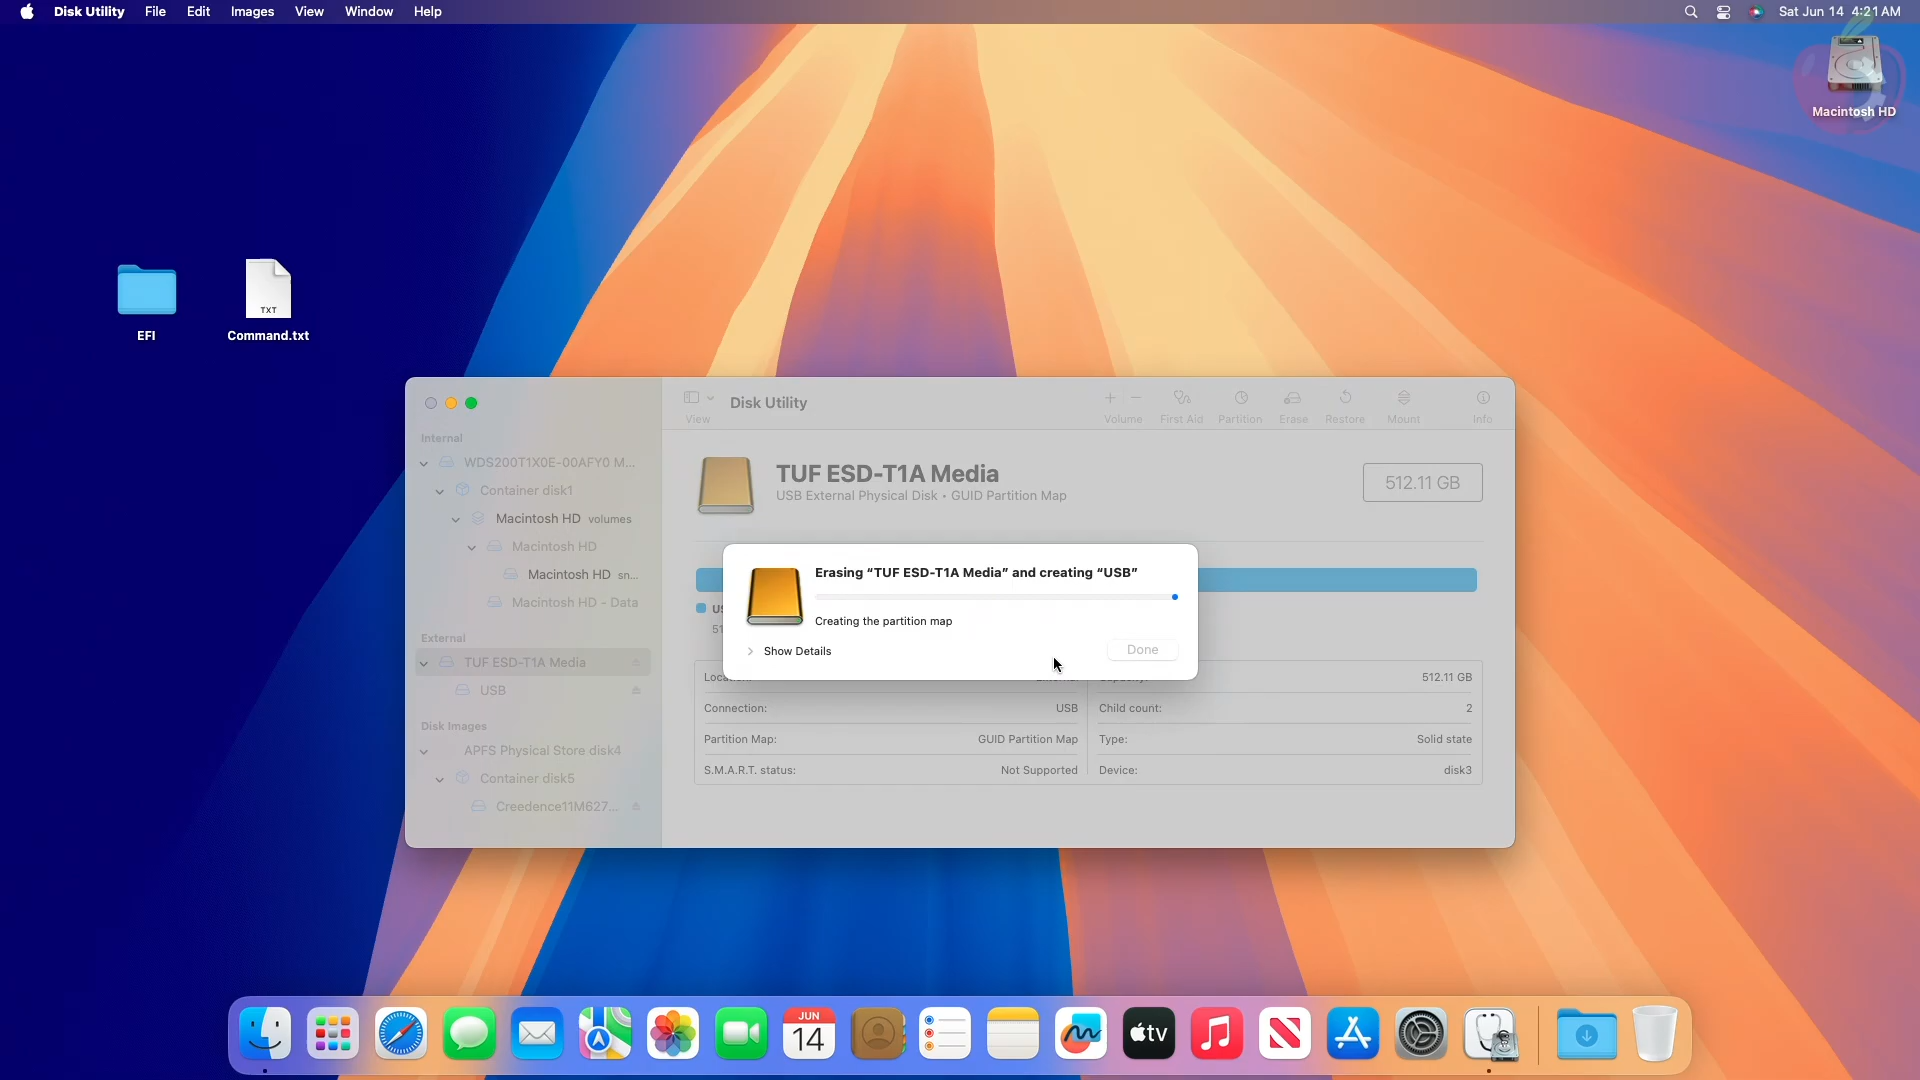 Disk Utility File Edit Images View Window Help
Sat Jun 14 4:21 AM
Macintosh HD
EFI
TXT
Command.txt
Disk Utility
View
Volume
First Aid
Partition
Erase
Restore
Mount
Info
Internal
WDS200T1X0E-00AFY0 M...
Container disk1
Macintosh HD volumes
Macintosh HD
Macintosh HD sn...
Macintosh HD - Data
External
TUF ESD-T1A Media
USB
Disk Images
APFS Physical Store disk4
Container disk5
Creedence11M627...
TUF ESD-T1A Media
USB External Physical Disk • GUID Partition Map
512.11 GB
Erasing “TUF ESD-T1A Media” and creating “USB”
Creating the partition map
Show Details
Done
512.11 GB
Connection: USB
Child count: 2
Partition Map: GUID Partition Map
Type: Solid state
S.M.A.R.T. status: Not Supported
Device: disk3
JUN
14
tv